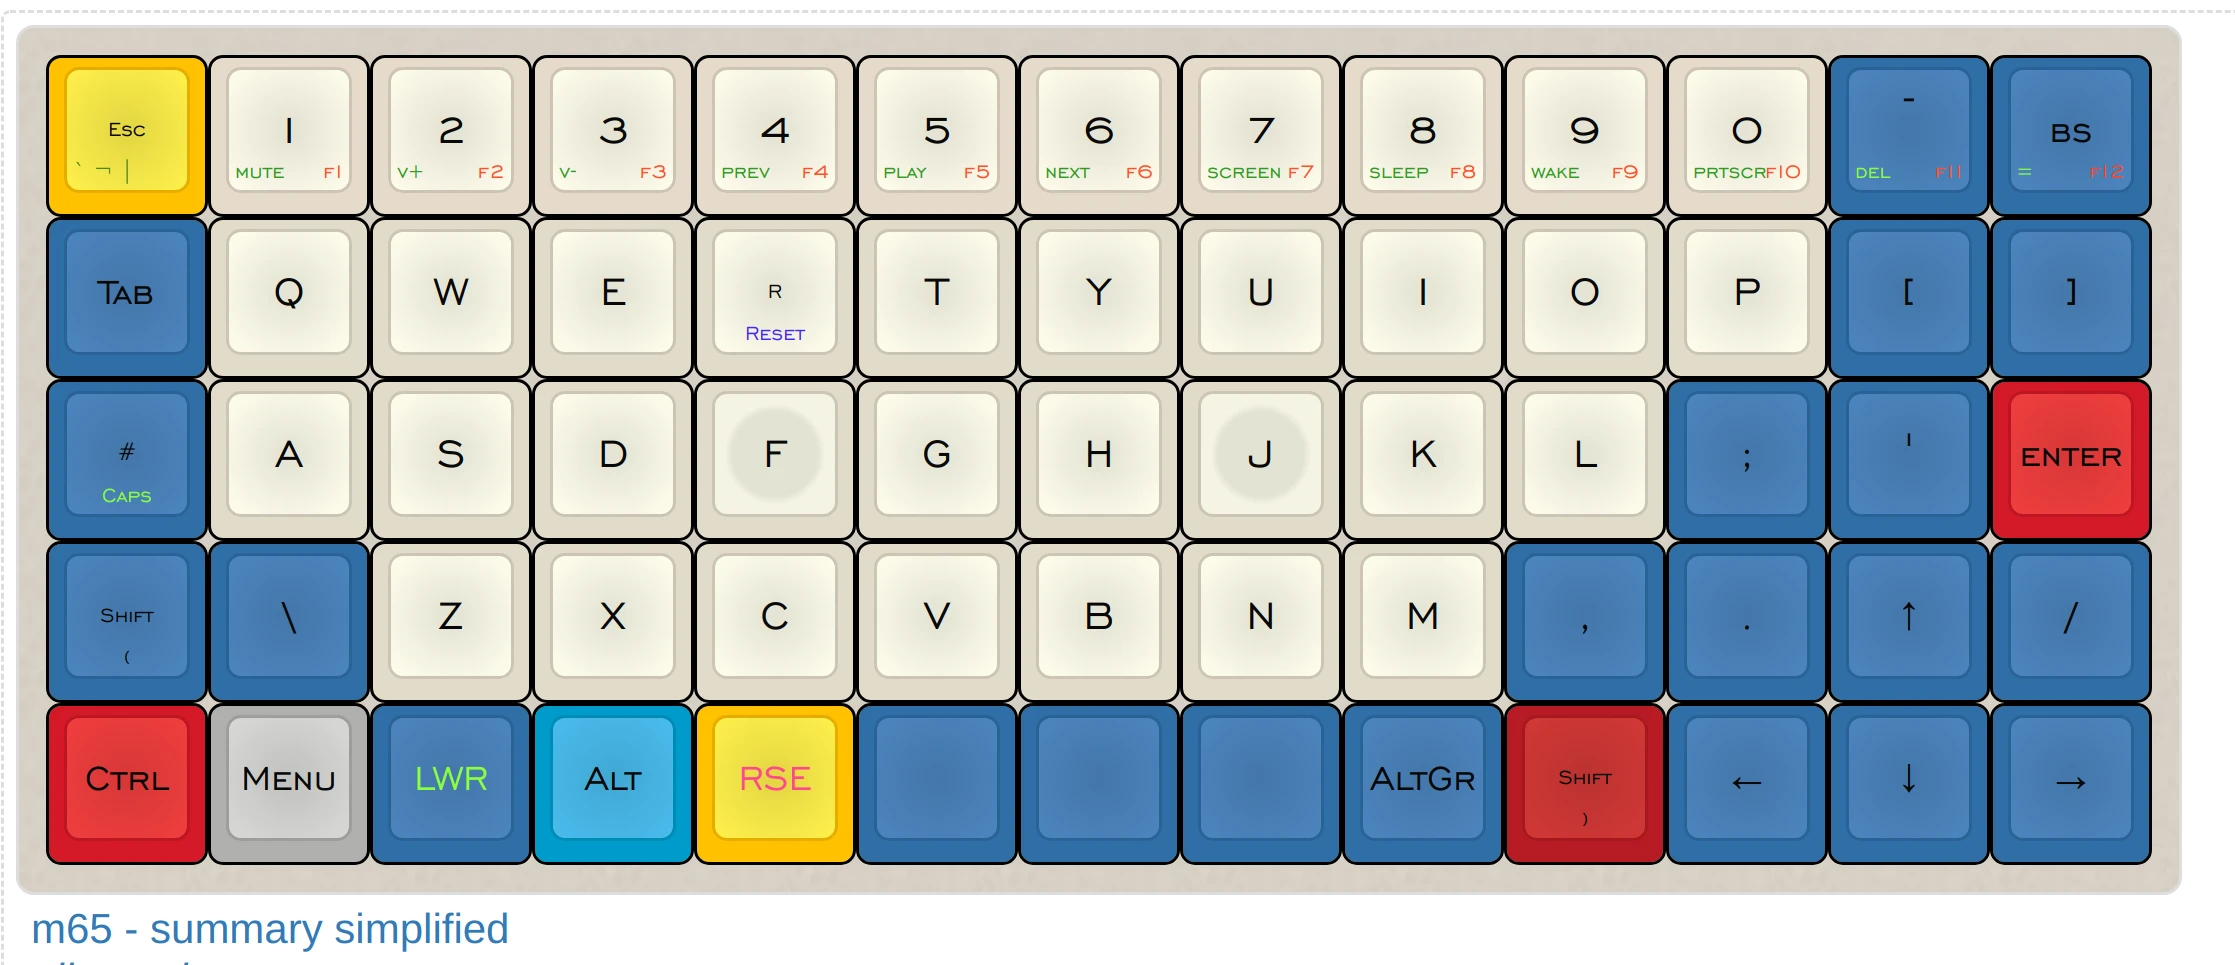 Esc ` ¬ |
1 MUTE F1
2 V+ F2
3 V- F3
4 PREV F4
5 PLAY F5
6 NEXT F6
7 SCREEN F7
8 SLEEP F8
9 WAKE F9
0 PRTSCR F10
- DEL F11
BS = F12
Tab Q W E R T Y U I O P [ ]
Reset
# A S D F G H J K L ; ' ENTER
Caps
Shift \ Z X C V B N M , . ↑ /
(
Ctrl Menu LWR Alt RSE AltGr Shift ← ↓ →
)
m65 - summary simplified